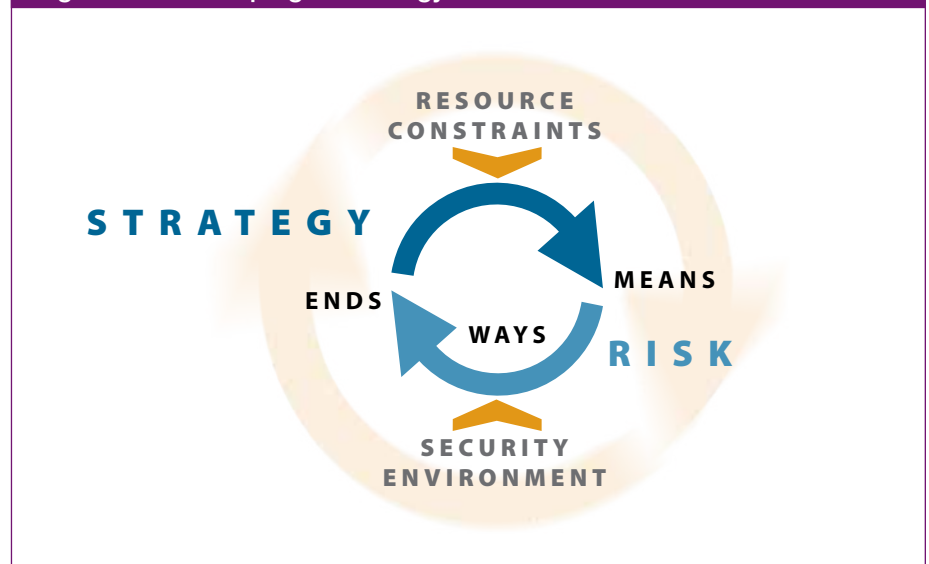 RESOURCE
CONSTRAINTS
STRATEGY
MEANS
ENDS
WAYS
RISK
SECURITY
ENVIRONMENT